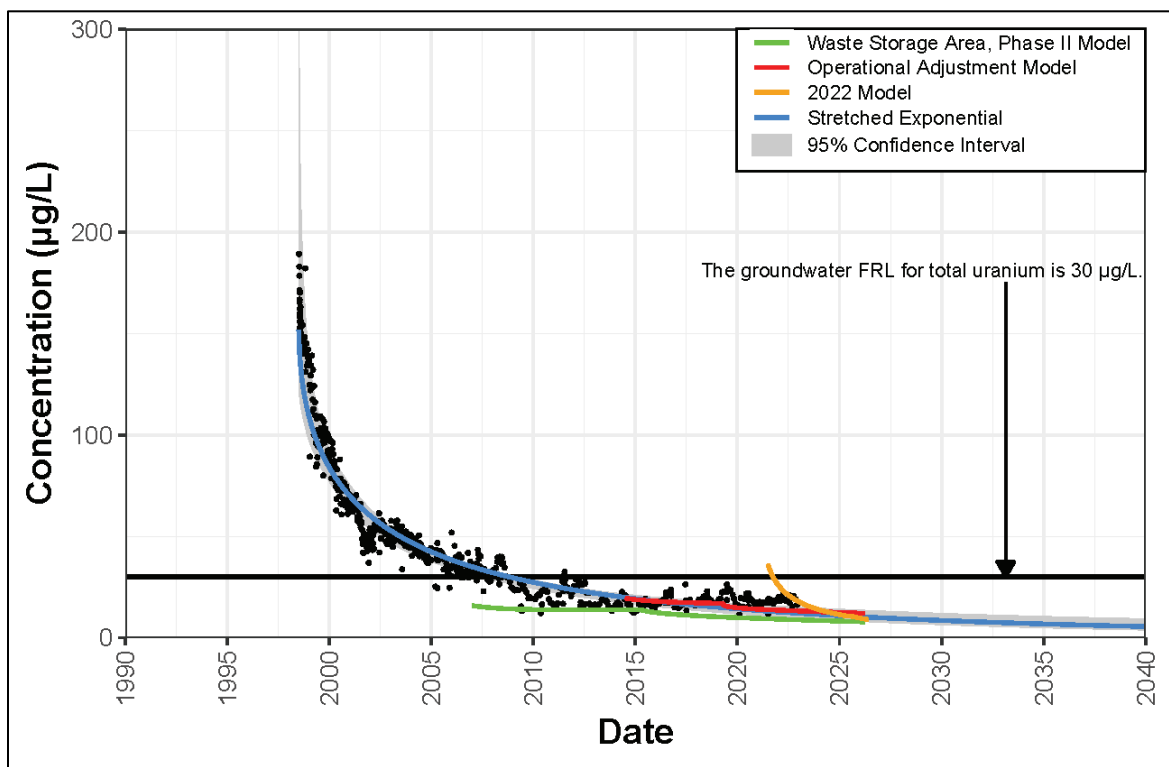 300
200
100
0
Concentration (µg/L)
Waste Storage Area, Phase II Model
Operational Adjustment Model
2022 Model
Stretched Exponential
95% Confidence Interval
The groundwater FRL for total uranium is 30 µg/L.
1990
1995
2000
2005
2010
2015
2020
2025
2030
2035
2040
Date